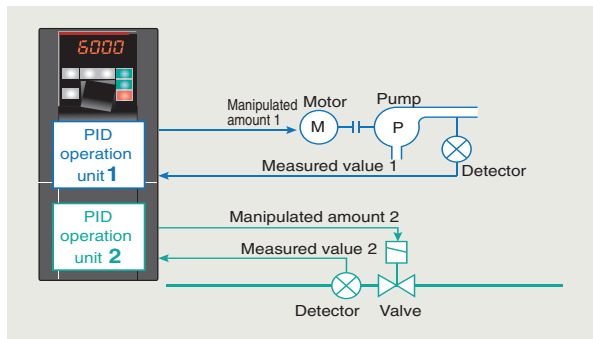 6000
PID
operation
unit 1
Manipulated
amount 1
Motor
M
Pump
P
Measured value 1
Detector
PID
operation
unit 2
Manipulated amount 2
Measured value 2
Detector
Valve